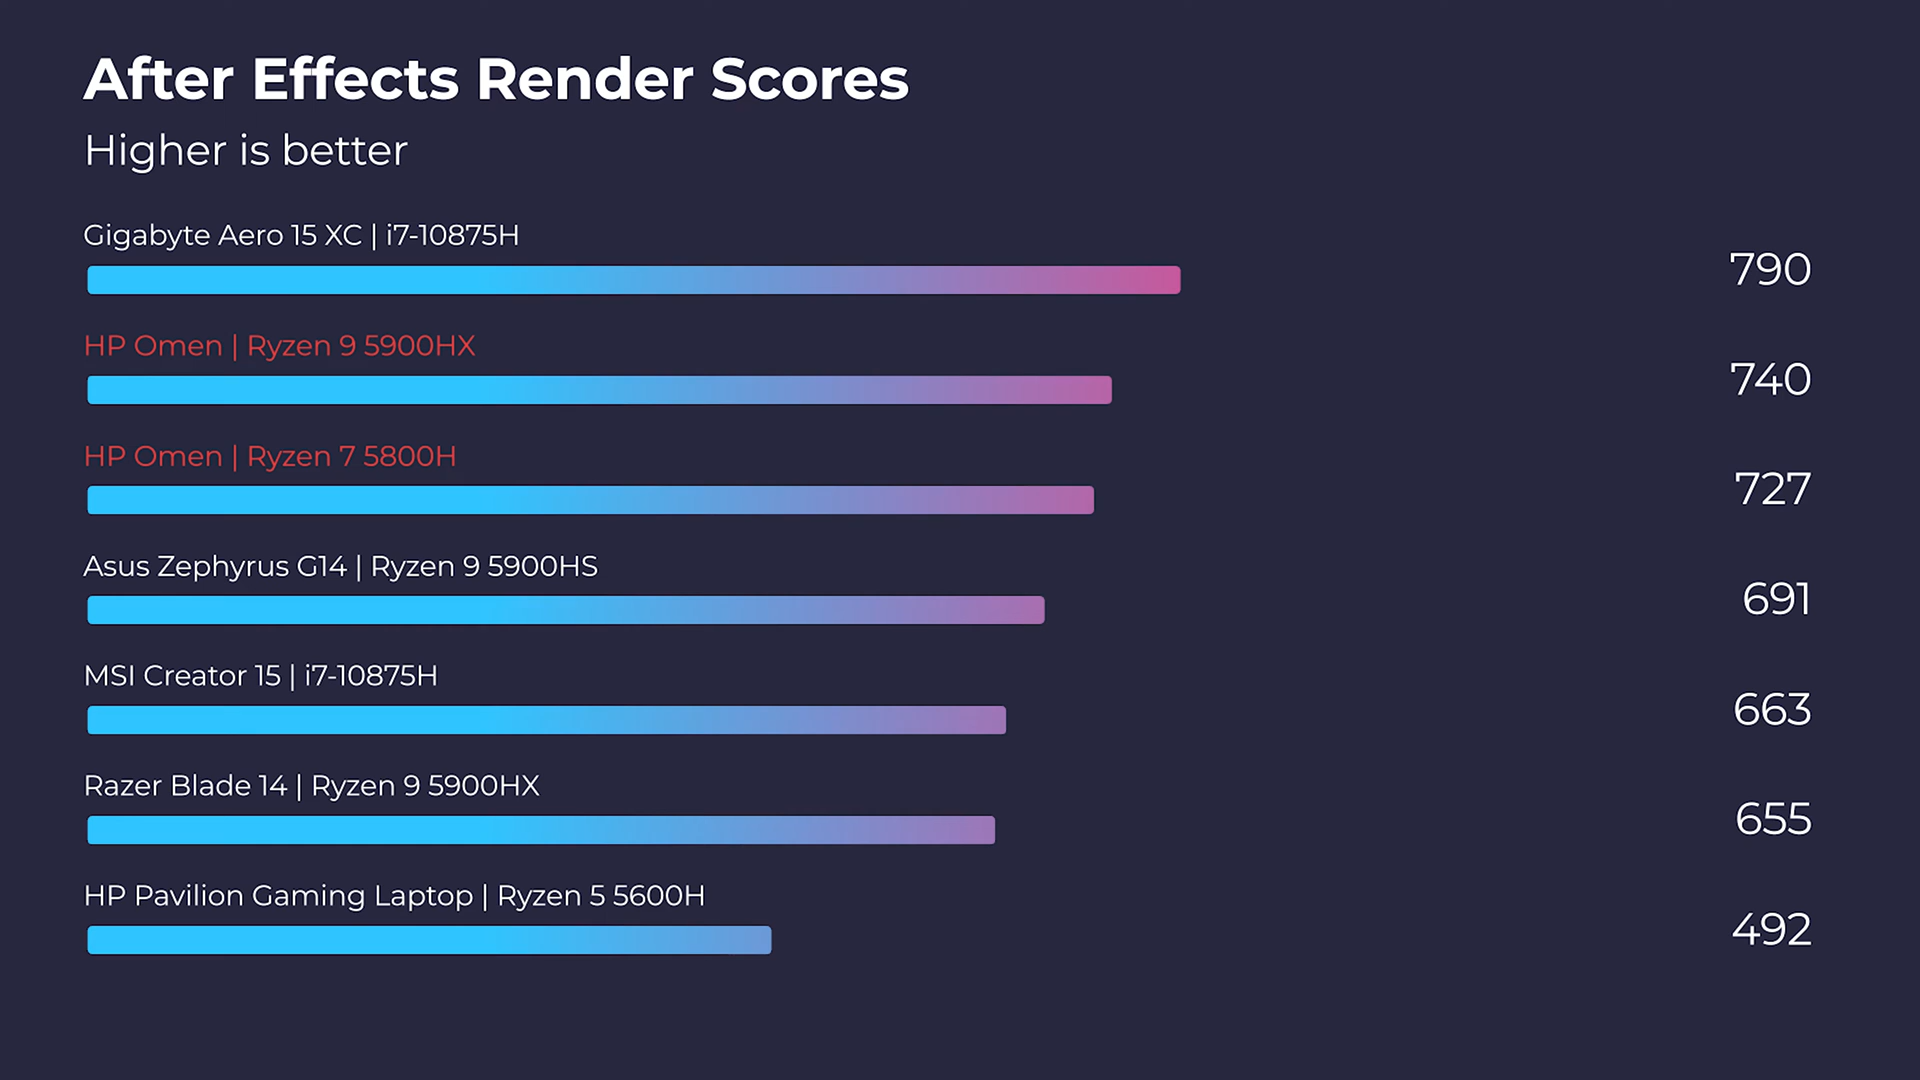 After Effects Render Scores
Higher is better
Gigabyte Aero 15 XC | i7-10875H
790
HP Omen | Ryzen 9 5900HX
740
HP Omen | Ryzen 7 5800H
727
Asus Zephyrus G14 | Ryzen 9 5900HS
691
MSI Creator 15 | i7-10875H
663
Razer Blade 14 | Ryzen 9 5900HX
655
HP Pavilion Gaming Laptop | Ryzen 5 5600H
492